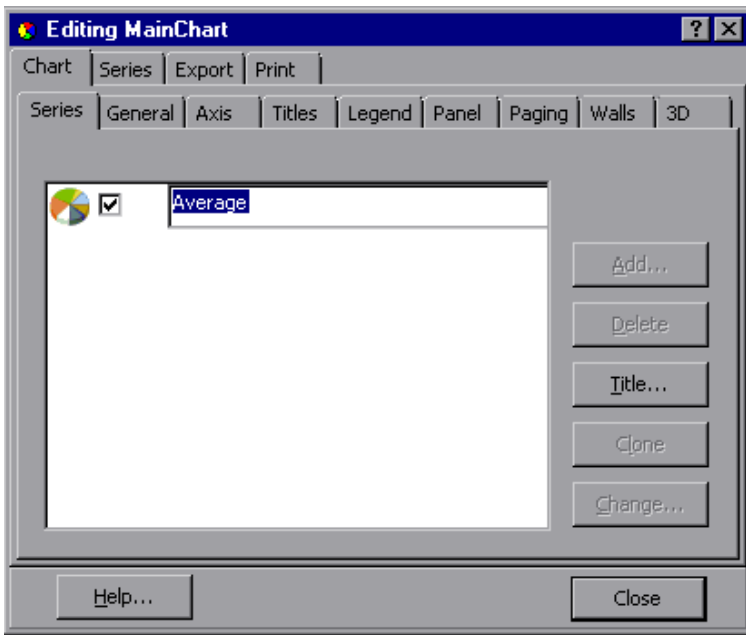 Editing MainChart ? X
Chart Series Export Print
Series General Axis Titles Legend Panel Paging Walls 3D
Average
Add...
Delete
Title...
Clone
Change...
Help... Close